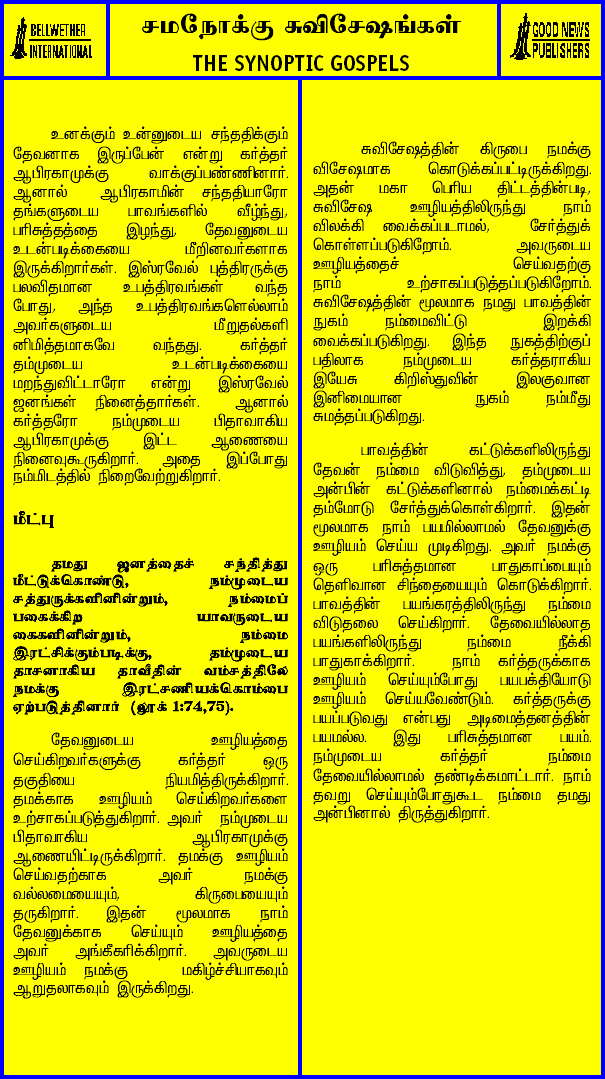 BELLWETHER
INTERNATIONAL
சமநோக்கு சுவிசேஷங்கள்
THE SYNOPTIC GOSPELS
GOOD NEWS
PUBLISHERS
உனக்கும் உன்னுடைய சந்ததிக்கும்
தேவனாக இருப்பேன் என்று கர்த்தர்
ஆபிரகாமுக்கு வாக்குப்பண்ணினார்.
ஆனால் ஆபிரகாமின் சந்ததியாரோ
தங்களுடைய பாவங்களில் வீழ்ந்து,
பரிசுத்தத்தை இழந்து, தேவனுடைய
உடன்படிக்கையை மீறினவர்களாக
இருக்கிறார்கள். இஸ்ரவேல் புத்திரருக்கு
பலவிதமான உபத்திரவங்கள் வந்த
போது, அந்த உபத்திரவங்களெல்லாம்
அவர்களுடைய மீறுதல்களி
னிமித்தமாகவே வந்தது. கர்த்தர்
தம்முடைய உடன்படிக்கையை
மறந்துவிட்டாரோ என்று இஸ்ரவேல்
ஜனங்கள் நினைத்தார்கள். ஆனால்
கர்த்தரோ நம்முடைய பிதாவாகிய
ஆபிரகாமுக்கு இட்ட ஆணையை
நினைவுகூருகிறார். அதை இப்போது
நம்மிடத்தில் நிறைவேற்றுகிறார்.
மீட்பு
தமது ஜனத்தைச் சந்தித்து
மீட்டுக்கொண்டு, நம்முடைய
சத்துருக்களினின்றும், நம்மைப்
பகைக்கிற யாவருடைய
கைகளினின்றும், நம்மை
இரட்சிக்கும்படிக்கு, தம்முடைய
தாசனாகிய தாவீதின் வம்சத்திலே
நமக்கு இரட்சணியக்கொம்பை
ஏற்படுத்தினார் (லூக் 1:74,75).
தேவனுடைய ஊழியத்தை
செய்கிறவர்களுக்கு கர்த்தர் ஒரு
தகுதியை நியமித்திருக்கிறார்.
தமக்காக ஊழியம் செய்கிறவர்களை
உற்சாகப்படுத்துகிறார். அவர் நம்முடைய
பிதாவாகிய ஆபிரகாமுக்கு
ஆணையிட்டிருக்கிறார். தமக்கு ஊழியம்
செய்வதற்காக அவர் நமக்கு
வல்லமையையும், கிருபையையும்
தருகிறார். இதன் மூலமாக நாம்
தேவனுக்காக செய்யும் ஊழியத்தை
அவர் அங்கீகரிக்கிறார். அவருடைய
ஊழியம் நமக்கு மகிழ்ச்சியாகவும்
ஆறுதலாகவும் இருக்கிறது.
சுவிசேஷத்தின் கிருபை நமக்கு
விசேஷமாக கொடுக்கப்பட்டிருக்கிறது.
அதன் மகா பெரிய திட்டத்தின்படி,
சுவிசேஷ ஊழியத்திலிருந்து நாம்
விலக்கி வைக்கப்படாமல், சேர்த்துக்
கொள்ளப்படுகிறோம். அவருடைய
ஊழியத்தைச் செய்வதற்கு
நாம் உற்சாகப்படுத்தப்படுகிறோம்.
சுவிசேஷத்தின் மூலமாக நமது பாவத்தின்
நுகம் நம்மைவிட்டு இறக்கி
வைக்கப்படுகிறது. இந்த நுகத்திற்குப்
பதிலாக நம்முடைய கர்த்தராகிய
இயேசு கிறிஸ்துவின் இலகுவான
இனிமையான நுகம் நம்மீது
சுமத்தப்படுகிறது.
பாவத்தின் கட்டுக்களிலிருந்து
தேவன் நம்மை விடுவித்து, தம்முடைய
அன்பின் கட்டுக்களினால் நம்மைக்கட்டி
தம்மோடு சேர்த்துக்கொள்கிறார். இதன்
மூலமாக நாம் பயமில்லாமல் தேவனுக்கு
ஊழியம் செய்ய முடிகிறது. அவர் நமக்கு
ஒரு பரிசுத்தமான பாதுகாப்பையும்
தெளிவான சிந்தையையும் கொடுக்கிறார்.
பாவத்தின் பயங்கரத்திலிருந்து நம்மை
விடுதலை செய்கிறார். தேவையில்லாத
பயங்களிலிருந்து நம்மை நீக்கி
பாதுகாக்கிறார். நாம் கர்த்தருக்காக
ஊழியம் செய்யும்போது பயபக்தியோடு
ஊழியம் செய்யவேண்டும். கர்த்தருக்கு
பயப்படுவது என்பது அடிமைத்தனத்தின்
பயமல்ல. இது பரிசுத்தமான பயம்.
நம்முடைய கர்த்தர் நம்மை
தேவையில்லாமல் தண்டிக்கமாட்டார். நாம்
தவறு செய்யும்போதுகூட நம்மை தமது
அன்பினால் திருத்துகிறார்.